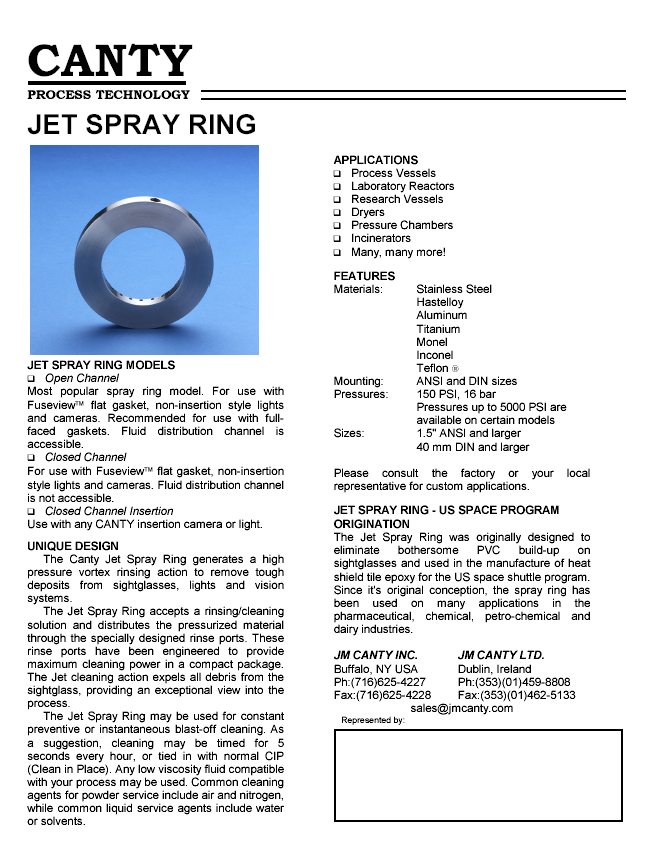 CANTY
PROCESS TECHNOLOGY
JET SPRAY RING
JET SPRAY RING MODELS
❑ Open Channel
Most popular spray ring model. For use with
Fuseview™ flat gasket, non-insertion style lights
and cameras. Recommended for use with full-
faced gaskets. Fluid distribution channel is
accessible.
❑ Closed Channel
For use with Fuseview™ flat gasket, non-insertion
style lights and cameras. Fluid distribution channel
is not accessible.
❑ Closed Channel Insertion
Use with any CANTY insertion camera or light.
UNIQUE DESIGN
The Canty Jet Spray Ring generates a high
pressure vortex rinsing action to remove tough
deposits from sightglasses, lights and vision
systems.
The Jet Spray Ring accepts a rinsing/cleaning
solution and distributes the pressurized material
through the specially designed rinse ports. These
rinse ports have been engineered to provide
maximum cleaning power in a compact package.
The Jet cleaning action expels all debris from the
sightglass, providing an exceptional view into the
process.
The Jet Spray Ring may be used for constant
preventive or instantaneous blast-off cleaning. As
a suggestion, cleaning may be timed for 5
seconds every hour, or tied in with normal CIP
(Clean in Place). Any low viscosity fluid compatible
with your process may be used. Common cleaning
agents for powder service include air and nitrogen,
while common liquid service agents include water
or solvents.
APPLICATIONS
❑ Process Vessels
❑ Laboratory Reactors
❑ Research Vessels
❑ Dryers
❑ Pressure Chambers
❑ Incinerators
❑ Many, many more!
FEATURES
Materials: Stainless Steel
Hastelloy
Aluminum
Titanium
Monel
Inconel
Teflon ®
Mounting: ANSI and DIN sizes
Pressures: 150 PSI, 16 bar
Pressures up to 5000 PSI are
available on certain models
Sizes: 1.5" ANSI and larger
40 mm DIN and larger
Please consult the factory or your local
representative for custom applications.
JET SPRAY RING - US SPACE PROGRAM
ORIGINATION
The Jet Spray Ring was originally designed to
eliminate bothersome PVC build-up on
sightglasses and used in the manufacture of heat
shield tile epoxy for the US space shuttle program.
Since it's original conception, the spray ring has
been used on many applications in the
pharmaceutical, chemical, petro-chemical and
dairy industries.
JM CANTY INC. JM CANTY LTD.
Buffalo, NY USA Dublin, Ireland
Ph:(716)625-4227 Ph:(353)(01)459-8808
Fax:(716)625-4228 Fax:(353)(01)462-5133
sales@jmcanty.com
Represented by: